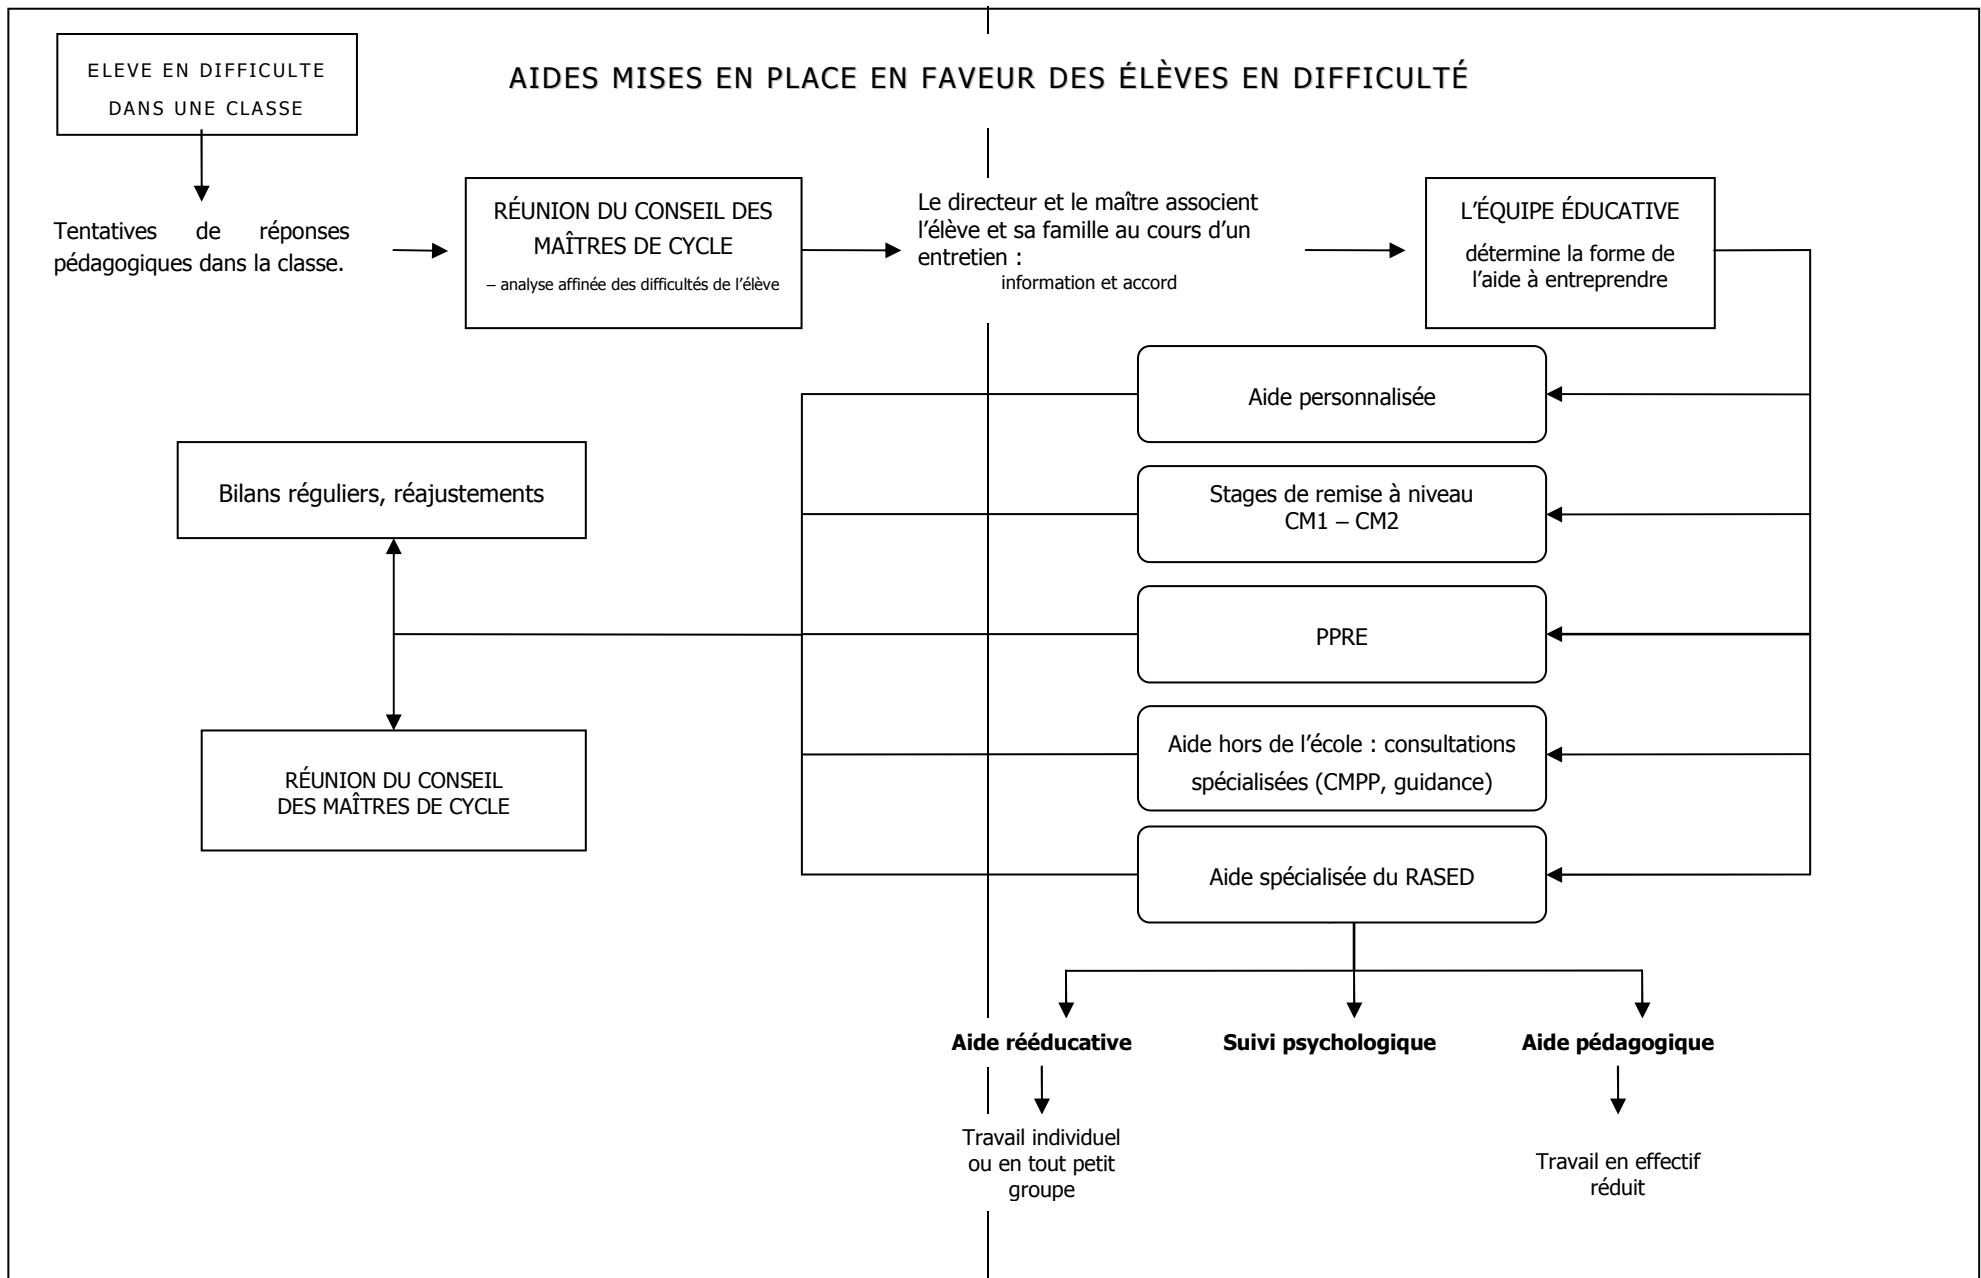 ELEVE EN DIFFICULTE
DANS UNE CLASSE
AIDES MISES EN PLACE EN FAVEUR DES ÉLÈVES EN DIFFICULTÉ
Tentatives de réponses
pédagogiques dans la classe.
RÉUNION DU CONSEIL DES
MAÎTRES DE CYCLE
– analyse affinée des difficultés de l’élève
Le directeur et le maître associent
l’élève et sa famille au cours d’un
entretien :
information et accord
L’ÉQUIPE ÉDUCATIVE
détermine la forme de
l’aide à entreprendre
Aide personnalisée
Stages de remise à niveau
CM1 – CM2
PPRE
Aide hors de l’école : consultations
spécialisées (CMPP, guidance)
Aide spécialisée du RASED
Bilans réguliers, réajustements
RÉUNION DU CONSEIL
DES MAÎTRES DE CYCLE
Aide rééducative
Suivi psychologique
Aide pédagogique
Travail individuel
ou en tout petit
groupe
Travail en effectif
réduit